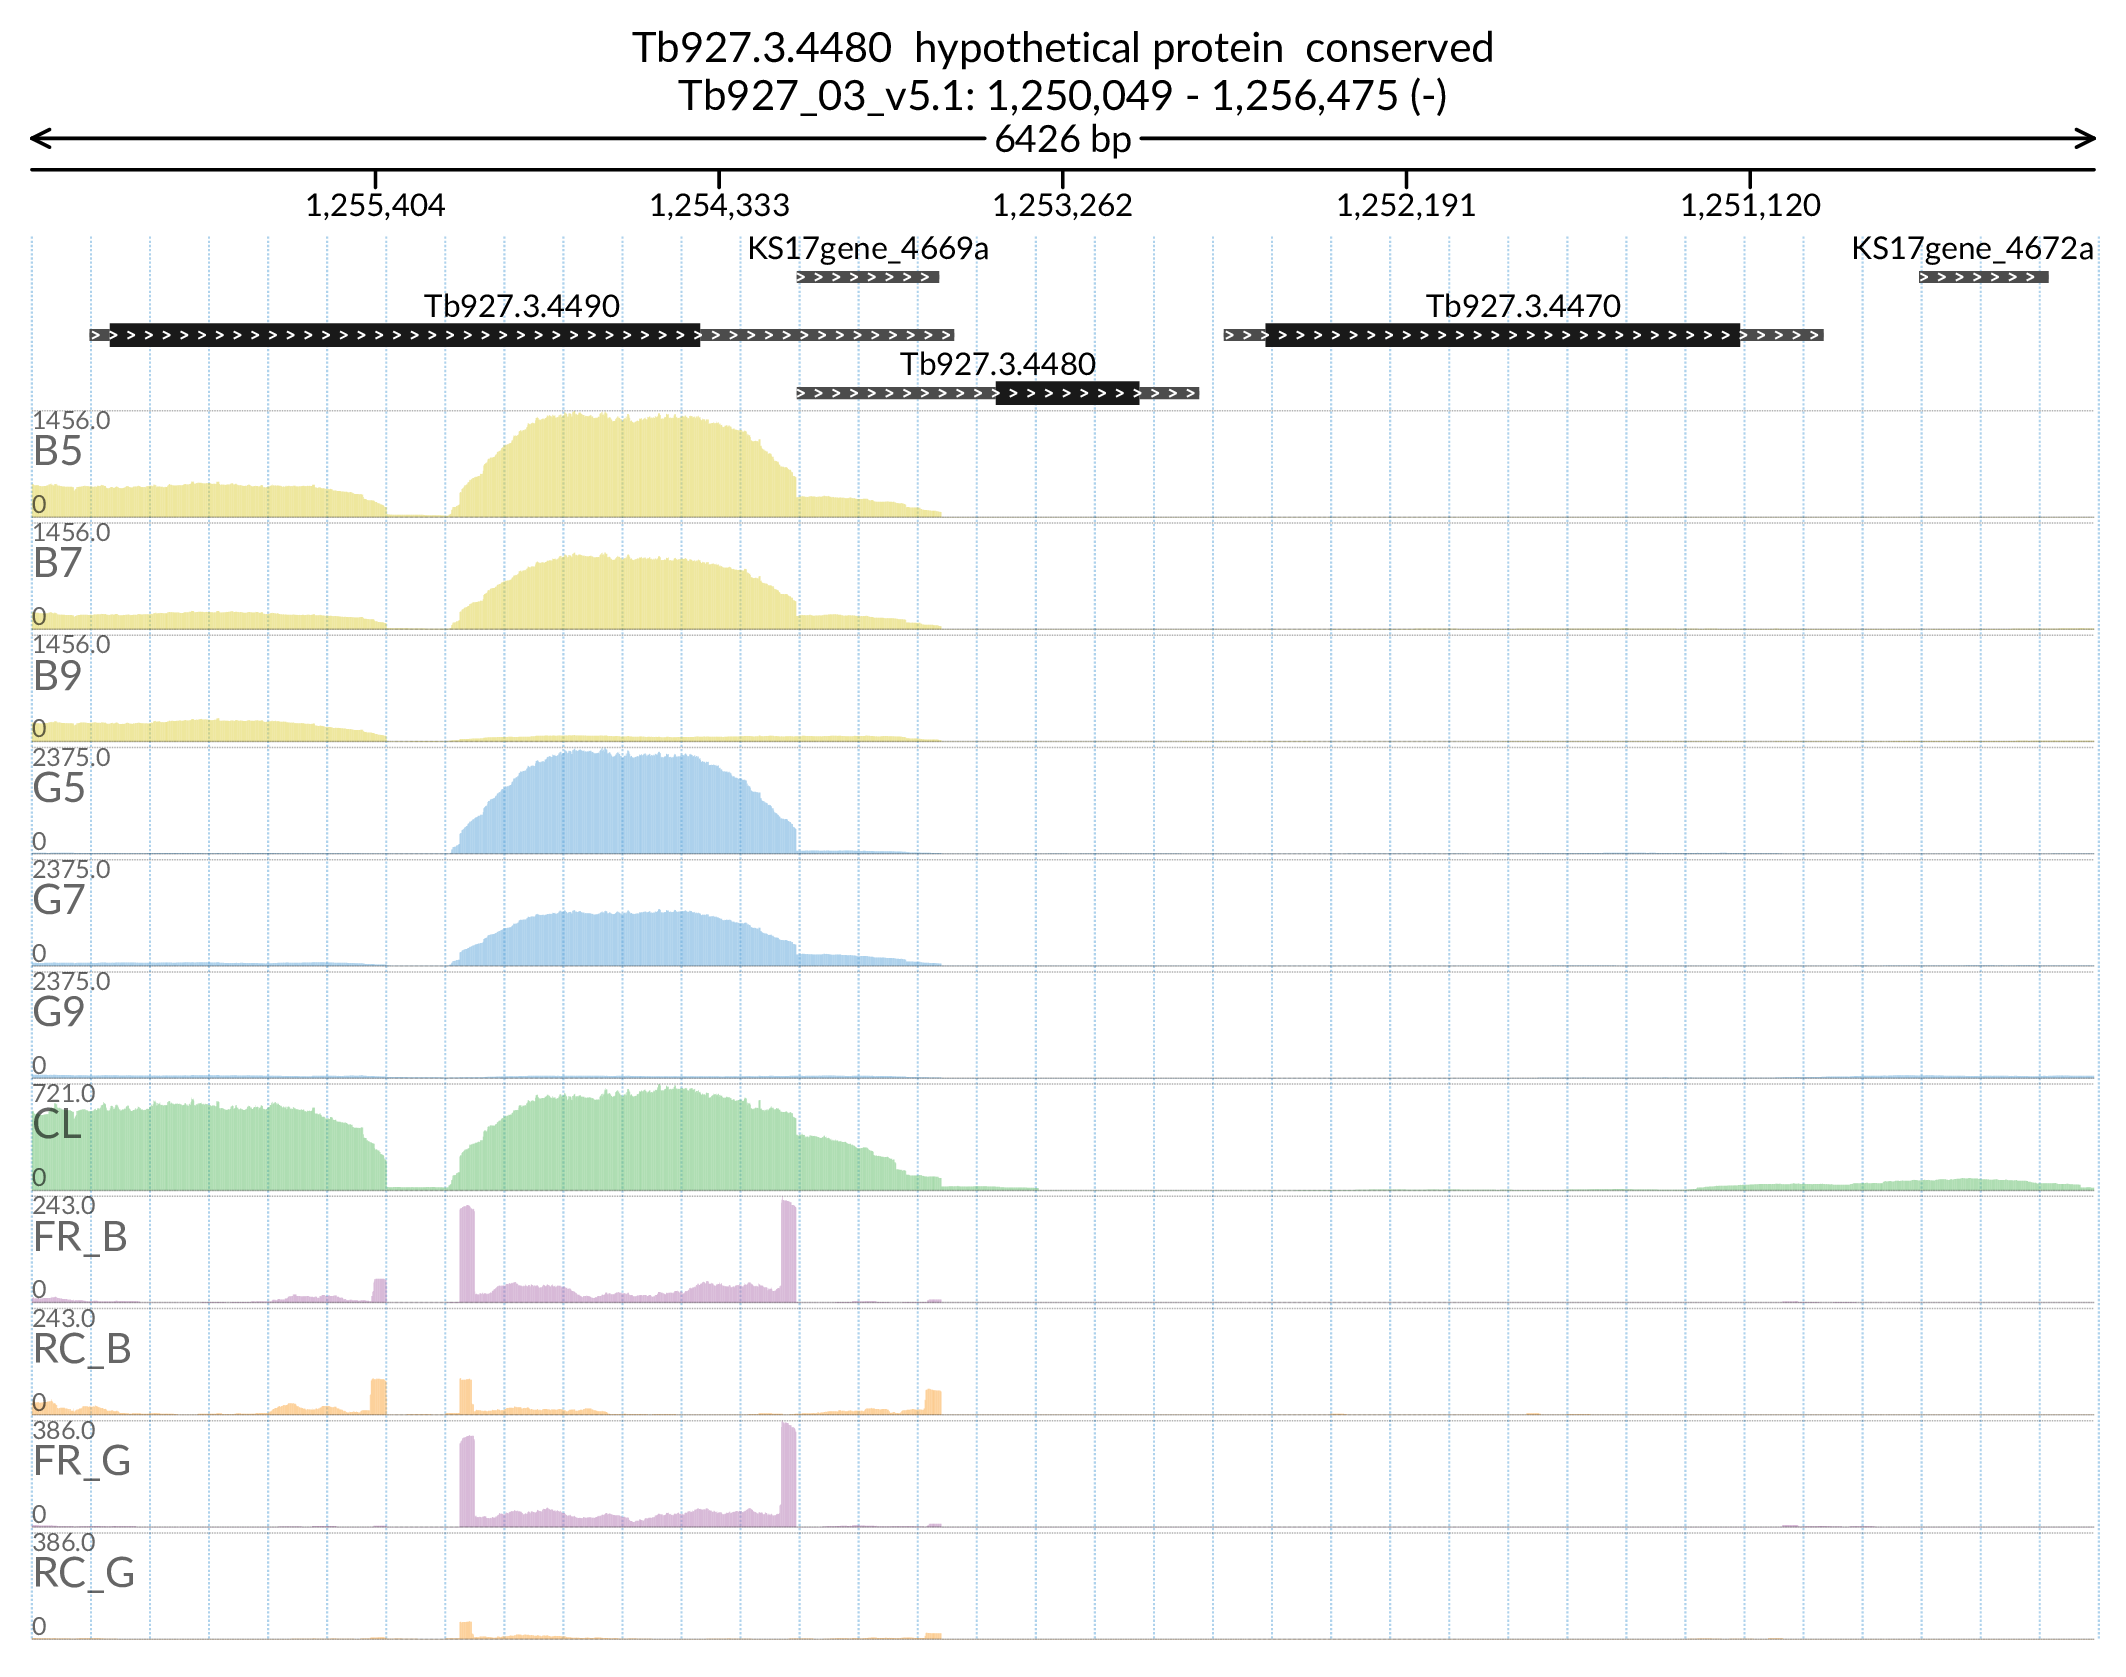 Tb927.3.4480  hypothetical protein  conserved
Tb927_03_v5.1: 1,250,049 - 1,256,475 (-)
6426 bp
1,255,404 1,254,333 1,253,262 1,252,191 1,251,120
KS17gene_4669a KS17gene_4672a
Tb927.3.4490 Tb927.3.4470
Tb927.3.4480
1456.0
B5
0
1456.0
B7
0
1456.0
B9
0
2375.0
G5
0
2375.0
G7
0
2375.0
G9
0
721.0
CL
0
243.0
FR_B
0
243.0
RC_B
0
386.0
FR_G
0
386.0
RC_G
0